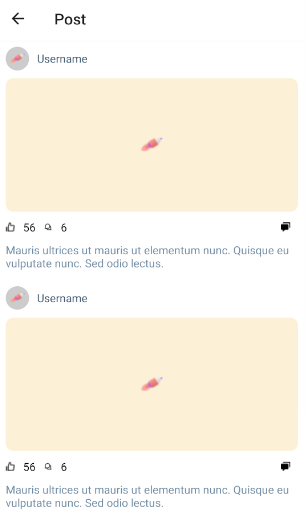 Post
Username
56 6
Mauris ultrices ut mauris ut elementum nunc. Quisque eu
vulputate nunc. Sed odio lectus.
Username
56 6
Mauris ultrices ut mauris ut elementum nunc. Quisque eu
vulputate nunc. Sed odio lectus.